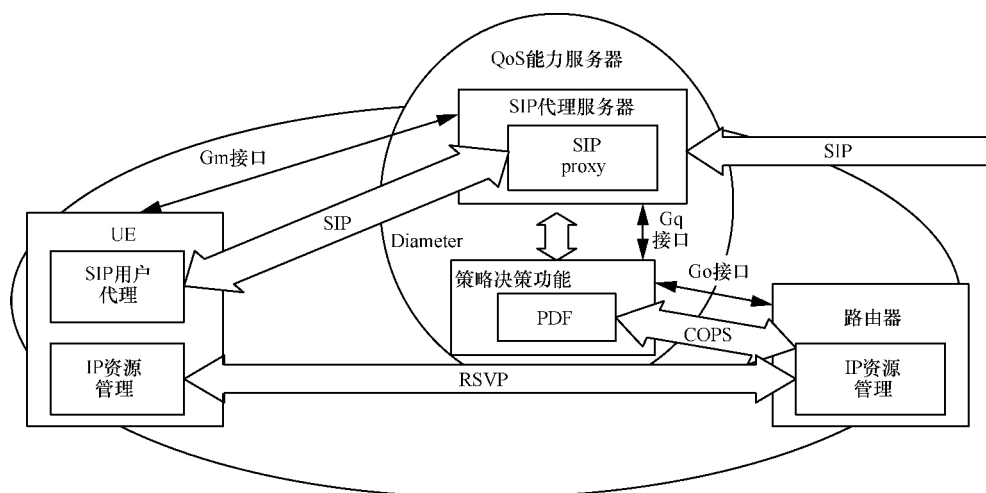 QoS能力服务器
SIP代理服务器
SIP
proxy
SIP
Gm接口
SIP
UE
SIP用户
代理
Diameter
Gq
接口
策略决策功能
PDF
Go接口
COPS
路由器
IP资源
管理
RSVP
IP资源
管理